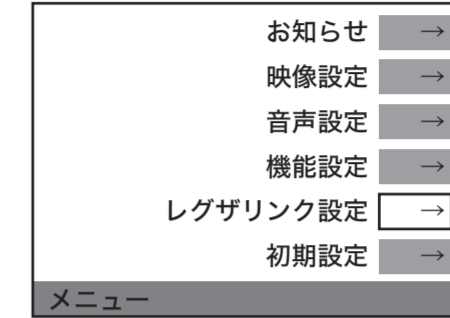 お知らせ →
映像設定 →
音声設定 →
機能設定 →
レグザリンク設定 →
初期設定 →
メニュー